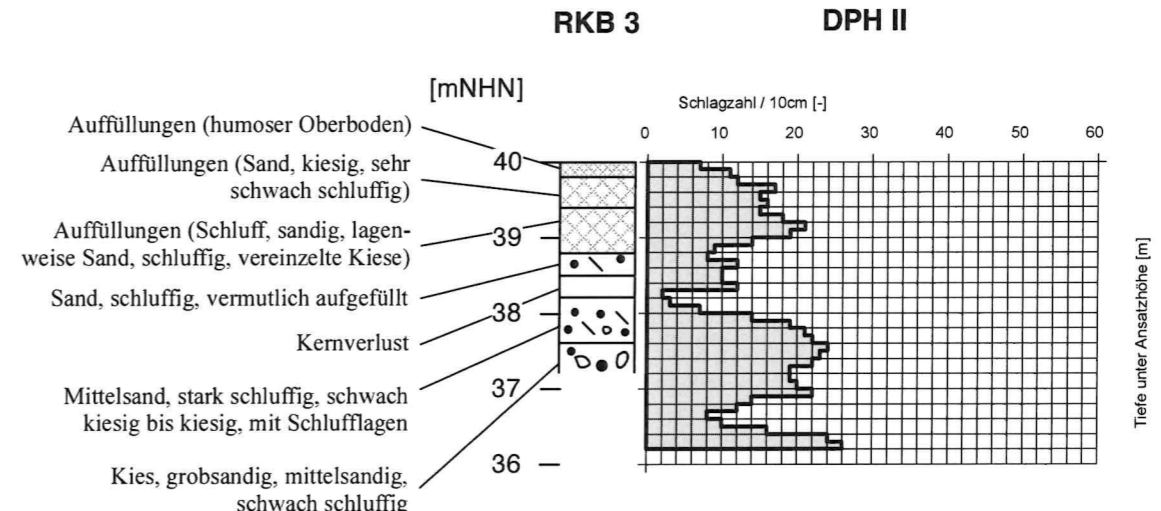 RKB 3
DPH II
[mNHN]
Schlagzahl / 10cm [-]
0 10 20 30 40 50 60
Auffüllungen (humoser Oberboden)
Auffüllungen (Sand, kiesig, sehr
schwach schluffig)
Auffüllungen (Schluff, sandig, lagen-
weise Sand, schluffig, vereinzelte Kiese)
Sand, schluffig, vermutlich aufgefüllt
Kernverlust
Mittelsand, stark schluffig, schwach
kiesig bis kiesig, mit Schlufflagen
Kies, grobsandig, mittelsandig,
schwach schluffig
40
39
38
37
36
Tiefe unter Ansatzhöhe [m]